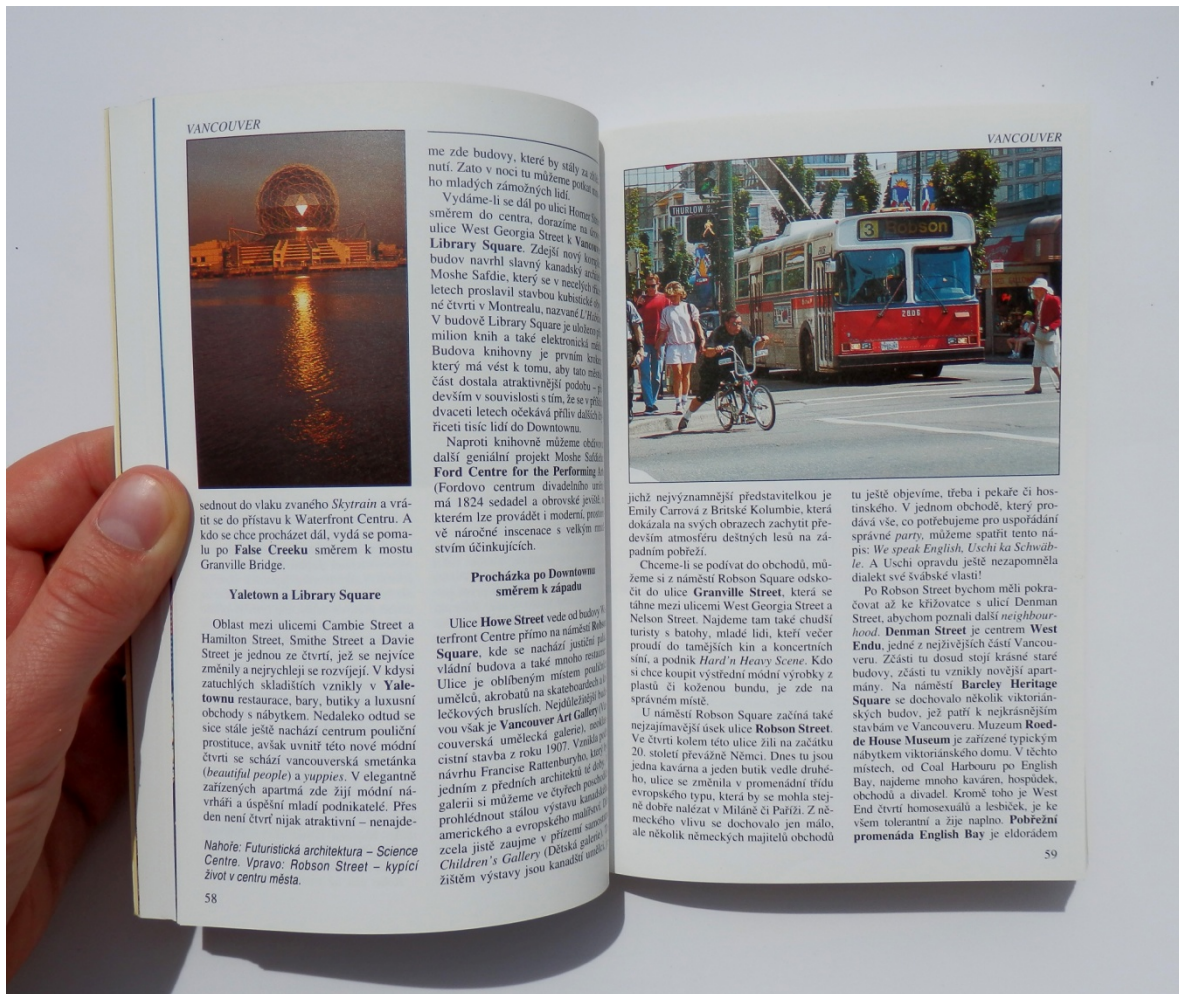 VANCOUVER
sednout do vlaku zvaného Skytrain a vrá-
tit se do přístavu k Waterfront Centru. A
kdo se chce procházet dál, vydá se poma-
lu po False Creeku směrem k mostu
Granville Bridge.
Yaletown a Library Square
Oblast mezi ulicemi Cambie Street a
Hamilton Street, Smithe Street a Davie
Street je jednou ze čtvrtí, jež se nejvíce
změnily a nejrychleji se rozvíjejí. V kdysi
zatuchlých skladištích vznikly v Yale-
townu restaurace, bary, butiky a luxusní
obchody s nábytkem. Nedaleko odtud se
sice stále ještě nachází centrum pouliční
prostituce, avšak uvnitř této nové módní
čtvrti se schází vancouverská smetánka
(beautiful people) a yuppies. V elegantně
zařízených apartmá zde žijí módní ná-
vrháři a úspěšní mladí podnikatelé. Přes
den není čtvrť nijak atraktivní – nenajde-
Nahoře: Futuristická architektura – Science
Centre. Vpravo: Robson Street – kypící
život v centru města.
58
me zde budovy, které by stály za
nutí. Zato v noci tu můžeme potkat
ho mladých zámožných lidí.
Vydáme-li se dál po ulici Homer
směrem do centra, dorazíme na
ulice West Georgia Street k
Library Square. Zdejší nový
budov navrhl slavný kanadský
Moshe Safdie, který se v necelých
letech proslavil stavbou kubistické
né čtvrti v Montrealu, nazvané
V budově Library Square je uloženo
milion knih a také elektronická
Budova knihovny je prvním
který má vést k tomu, aby tato
část dostala atraktivnější podobu -
devším v souvislosti s tím, že se v
dvaceti letech očekává příliv dalších
řiceti tisíc lidí do Downtownu.
Naproti knihovně můžeme
další geniální projekt Moshe
Ford Centre for the Performing
(Fordovo centrum divadelního
má 1824 sedadel a obrovské jeviště
kterém lze provádět i moderní,
vě náročné inscenace s velkým
stvím účinkujících.
Procházka po Downtownu
směrem k západu
Ulice Howe Street vede od budovy
terfront Centre přímo na náměstí
Square, kde se nachází justiční
vládní budova a také mnoho
Ulice je oblíbeným místem
umělců, akrobatů na skateboardech a
lečkových bruslích. Nejdůležitější
vou však je Vancouver Art Gallery
couverská umělecká galerie),
cistní stavba z roku 1907. Vznikla
návrhu Francise Rattenburyho, který
jedním z předních architektů té doby
galerii si můžeme ve čtyřech
prohlédnout stálou výstavu
amerického a evropského malířství.
zcela jistě zaujme v přízemí
Children's Gallery (Dětská galerie).
žištěm výstavy jsou kanadští
VANCOUVER
THURLOW
3 Robson
2806
jichž nejvýznamnější představitelkou je
Emily Carrová z Britské Kolumbie, která
dokázala na svých obrazech zachytit pře-
devším atmosféru deštných lesů na zá-
padním pobřeží.
Chceme-li se podívat do obchodů, mů-
žeme si z náměstí Robson Square odsko-
čit do ulice Granville Street, která se
táhne mezi ulicemi West Georgia Street a
Nelson Street. Najdeme tam také chudší
turisty s batohy, mladé lidi, kteří večer
proudí do tamějších kin a koncertních
síní, a podnik Hard'n Heavy Scene. Kdo
si chce koupit výstřední módní výrobky z
plastů či koženou bundu, je zde na
správném místě.
U náměstí Robson Square začíná také
nejzajímavější úsek ulice Robson Street.
Ve čtvrti kolem této ulice žili na začátku
20. století převážně Němci. Dnes tu jsou
jedna kavárna a jeden butik vedle druhé-
ho, ulice se změnila v promenádní třídu
evropského typu, která by se mohla stej-
ně dobře nalézat v Miláně či Paříži. Z ně-
meckého vlivu se dochovalo jen málo,
ale několik německých majitelů obchodů
tu ještě objevíme, třeba i pekaře či hos-
tinského. V jednom obchodě, který pro-
dává vše, co potřebujeme pro uspořádání
správné party, můžeme spatřit tento ná-
pis: We speak English, Uschi ka Schwäb-
le. A Uschi opravdu ještě nezapomněla
dialekt své švábské vlasti!
Po Robson Street bychom měli pokra-
čovat až ke křižovatce s ulicí Denman
Street, abychom poznali další neighbour-
hood. Denman Street je centrem West
Endu, jedné z nejživějších částí Vancou-
veru. Zčásti tu dosud stojí krásné staré
budovy, zčásti tu vznikly novější apart-
mány. Na náměstí Barcley Heritage
Square se dochovalo několik viktorián-
ských budov, jež patří k nejkrásnějším
stavbám ve Vancouveru. Muzeum Roed-
de House Museum je zařízené typickým
nábytkem viktoriánského domu. V těchto
místech, od Coal Harbouru po English
Bay, najdeme mnoho kaváren, hospůdek,
obchodů a divadel. Kromě toho je West
End čtvrtí homosexuálů a lesbiček, je ke
všem tolerantní a žije naplno. Pobřežní
promenáda English Bay je eldorádem
59